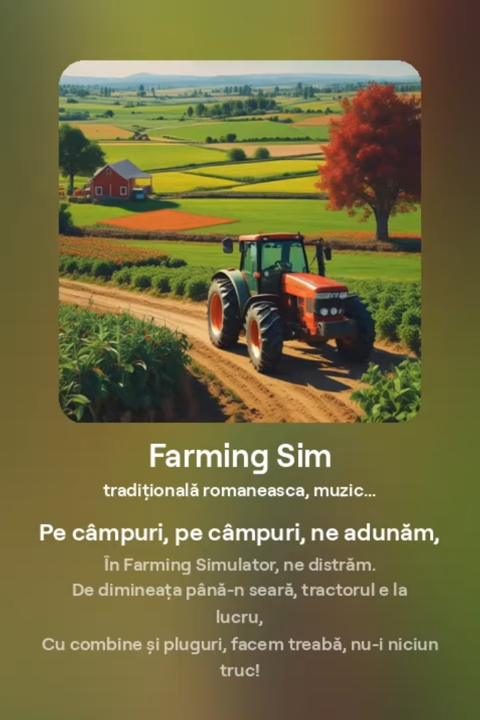 Farming Sim
tradițională romaneasca, muzic...
Pe câmpuri, pe câmpuri, ne adunăm,
În Farming Simulator, ne distrăm.
De dimineața până-n seară, tractorul e la
lucru,
Cu combine și pluguri, facem treabă, nu-i niciun
truc!